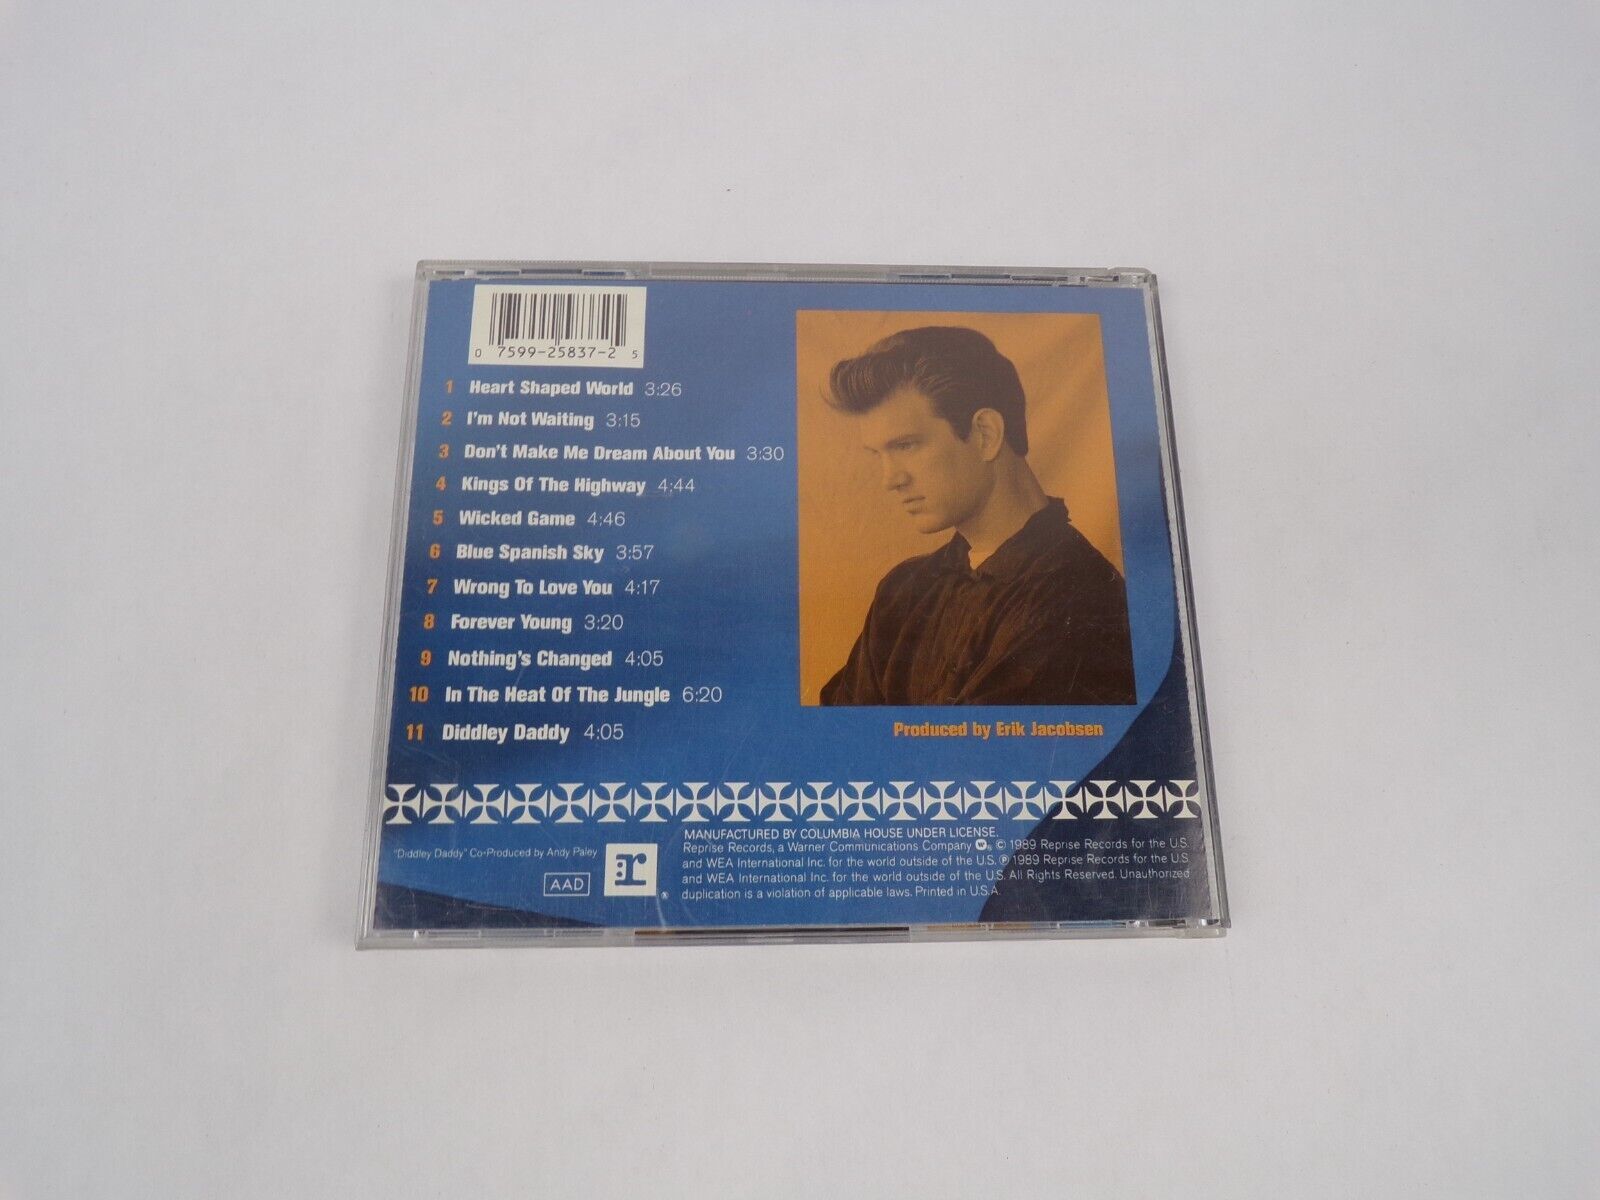 0 7599-25837-2 5
1 Heart Shaped World 3:26
2 I'm Not Waiting 3:15
3 Don't Make Me Dream About You 3:30
4 Kings Of The Highway 4:44
5 Wicked Game 4:46
6 Blue Spanish Sky 3:57
7 Wrong To Love You 4:17
8 Forever Young 3:20
9 Nothing's Changed 4:05
10 In The Heat Of The Jungle 6:20
11 Diddley Daddy 4:05
Produced by Erik Jacobsen
"Diddley Daddy" Co-Produced by Andy Paley
AAD
:r ®
MANUFACTURED BY COLUMBIA HOUSE UNDER LICENSE.
Reprise Records, a Warner Communications Company W. © 1989 Reprise Records for the U.S.
and WEA International Inc. for the world outside of the U.S. ℗ 1989 Reprise Records for the U.S.
and WEA International Inc. for the world outside of the U.S. All Rights Reserved. Unauthorized
duplication is a violation of applicable laws. Printed in U.S.A.